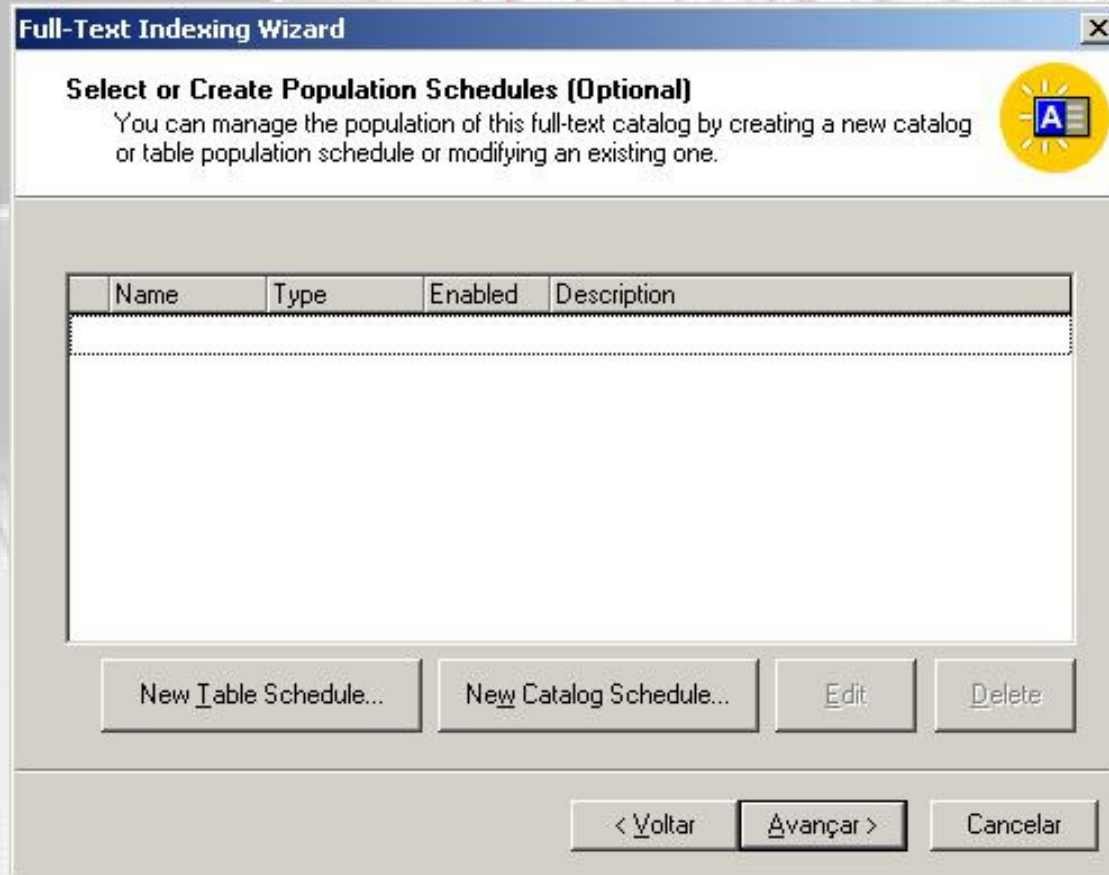 Full-Text Indexing Wizard
Select or Create Population Schedules (Optional)
You can manage the population of this full-text catalog by creating a new catalog
or table population schedule or modifying an existing one.
A
Name Type Enabled Description
New Table Schedule... New Catalog Schedule... Edit Delete
< Voltar Avançar > Cancelar